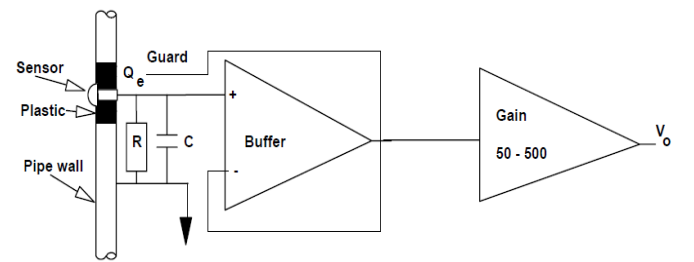 Guard
Sensor
Q e
Plastic
+
R
C
Buffer
Gain
50 - 500
V o
Pipe wall
-